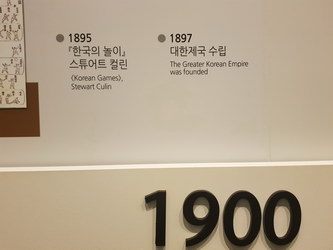 1895
『한국의 놀이』
스튜어트 컬린
〈Korean Games〉,
Stewart Culin
1897
대한제국 수립
The Greater Korean Empire
was founded
1900